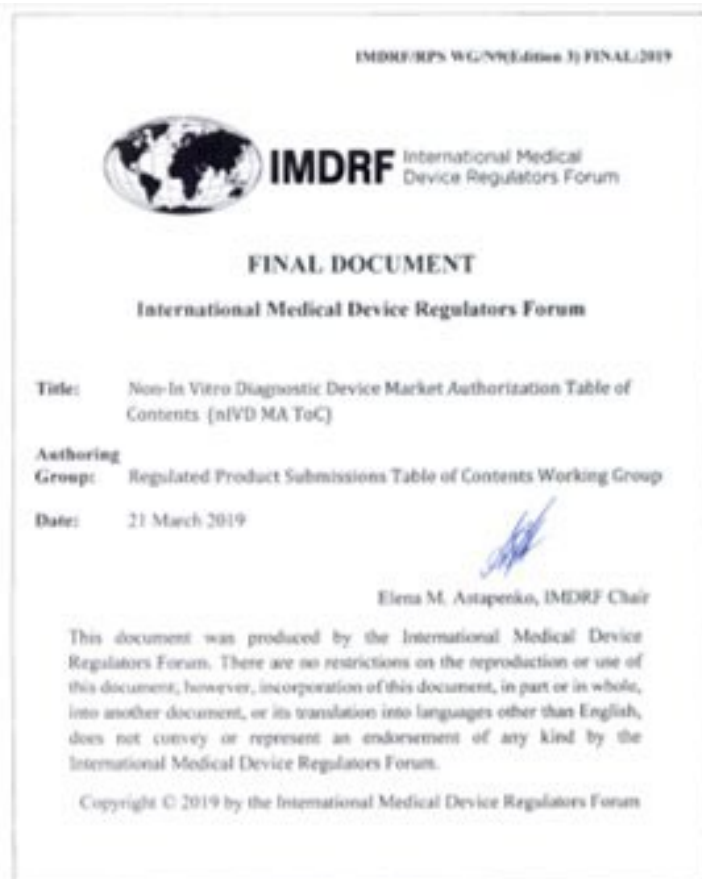 IMDRF/RPS WG/N9(Edition 3) FINAL:2019
IMDRF International Medical
Device Regulators Forum
FINAL DOCUMENT
International Medical Device Regulators Forum
Title: Non-In Vitro Diagnostic Device Market Authorization Table of
Contents (nIVD MA ToC)
Authoring
Group: Regulated Product Submissions Table of Contents Working Group
Date: 21 March 2019
Elena M. Astapenko, IMDRF Chair
This document was produced by the International Medical Device
Regulators Forum. There are no restrictions on the reproduction or use of
this document; however, incorporation of this document, in part or in whole,
into another document, or its translation into languages other than English,
does not convey or represent an endorsement of any kind by the
International Medical Device Regulators Forum.
Copyright © 2019 by the International Medical Device Regulators Forum